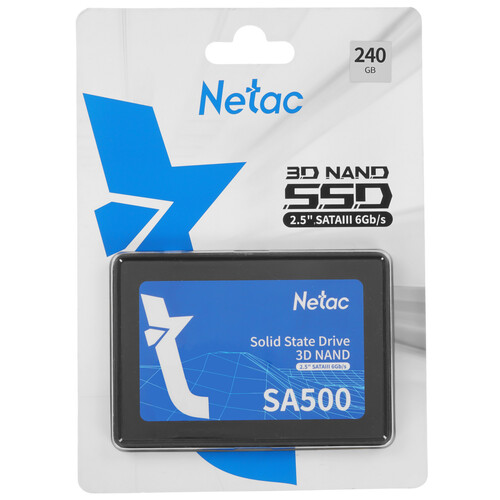 240
GB
Netac
3D NAND
SSD
2.5" SATAIII 6Gb/s
Netac
Solid State Drive
3D NAND
2.5" SATAIII 6Gb/s
SA500